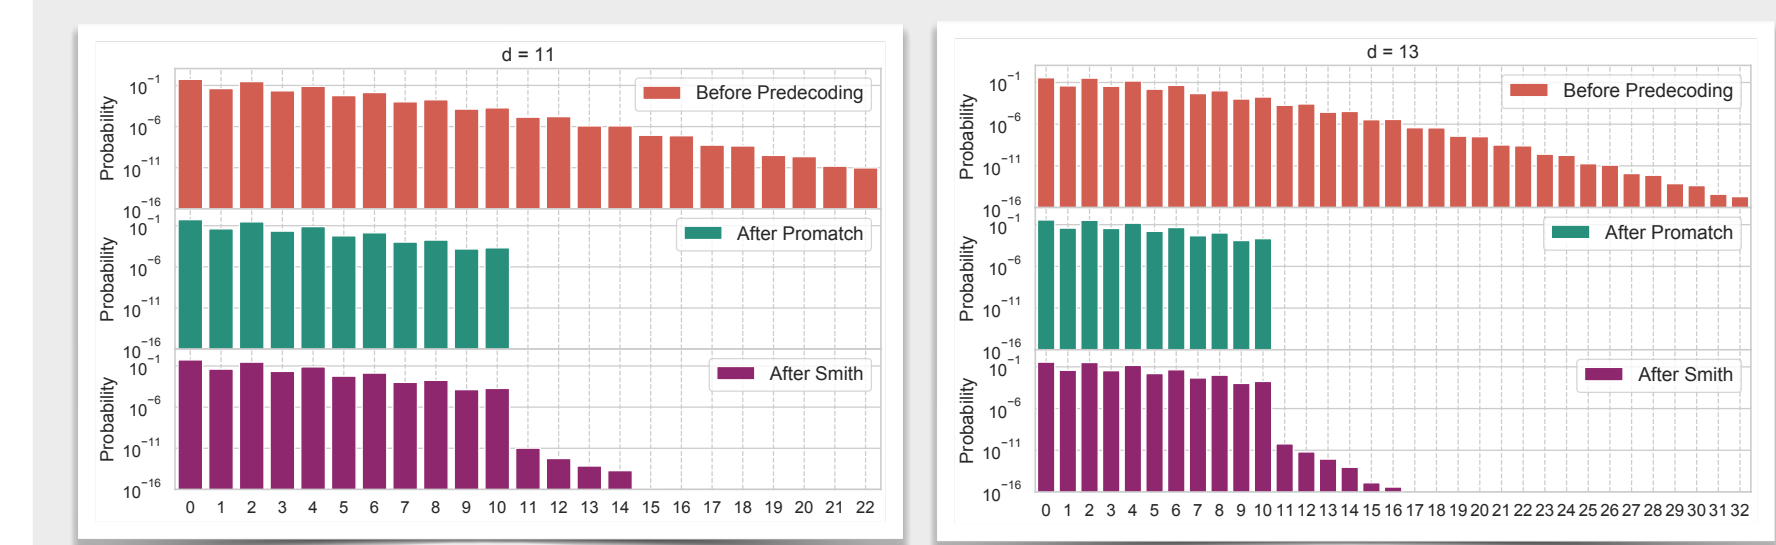 d = 11
Probability
10⁻¹
10⁻⁶
10⁻¹¹
10⁻¹⁶
Before Predecoding
Probability
10⁻¹
10⁻⁶
10⁻¹¹
10⁻¹⁶
After Promatch
Probability
10⁻¹
10⁻⁶
10⁻¹¹
10⁻¹⁶
After Smith
0 1 2 3 4 5 6 7 8 9 10 11 12 13 14 15 16 17 18 19 20 21 22
d = 13
Probability
10⁻¹
10⁻⁶
10⁻¹¹
10⁻¹⁶
Before Predecoding
Probability
10⁻¹
10⁻⁶
10⁻¹¹
10⁻¹⁶
After Promatch
Probability
10⁻¹
10⁻⁶
10⁻¹¹
10⁻¹⁶
After Smith
0 1 2 3 4 5 6 7 8 9 10 11 12 13 14 15 16 17 18 19 20 21 22 23 24 25 26 27 28 29 30 31 32